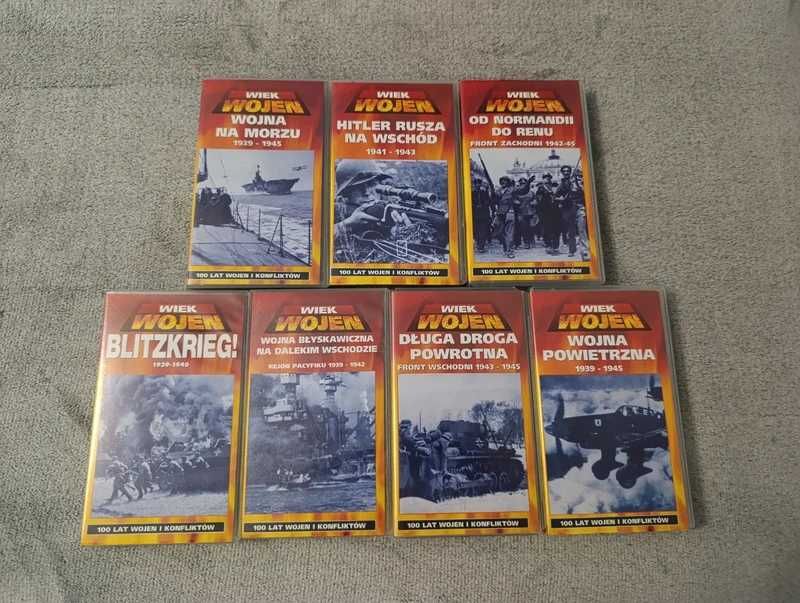 WIEK
WOJEN
WOJNA
NA MORZU
1939 - 1945
100 LAT WOJEN I KONFLIKTÓW
WIEK
WOJEN
HITLER RUSZA
NA WSCHÓD
1941 - 1943
100 LAT WOJEN I KONFLIKTÓW
WIEK
WOJEN
OD NORMANDII
DO RENU
FRONT ZACHODNI 1942-45
100 LAT WOJEN I KONFLIKTÓW
WIEK
WOJEN
BLITZKRIEG!
1939-1940
100 LAT WOJEN I KONFLIKTÓW
WIEK
WOJEN
WOJNA BŁYSKAWICZNA
NA DALEKIM WSCHODZIE
REJON PACYFIKU 1939 - 1942
100 LAT WOJEN I KONFLIKTÓW
WIEK
WOJEN
DŁUGA DROGA
POWROTNA
FRONT WSCHODNI 1943 - 1945
100 LAT WOJEN I KONFLIKTÓW
WIEK
WOJEN
WOJNA
POWIETRZNA
1939 - 1945
100 LAT WOJEN I KONFLIKTÓW